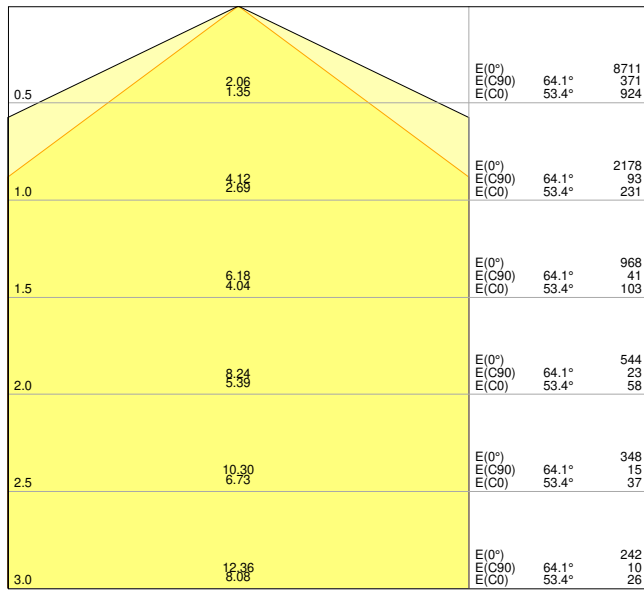 E(0°) 8711
2.06 E(C90) 64.1° 371
0.5 1.35 E(C0) 53.4° 924
E(0°) 2178
4.12 E(C90) 64.1° 93
1.0 2.69 E(C0) 53.4° 231
E(0°) 968
6.18 E(C90) 64.1° 41
1.5 4.04 E(C0) 53.4° 103
E(0°) 544
8.24 E(C90) 64.1° 23
2.0 5.39 E(C0) 53.4° 58
E(0°) 348
10.30 E(C90) 64.1° 15
2.5 6.73 E(C0) 53.4° 37
E(0°) 242
12.36 E(C90) 64.1° 10
3.0 8.08 E(C0) 53.4° 26